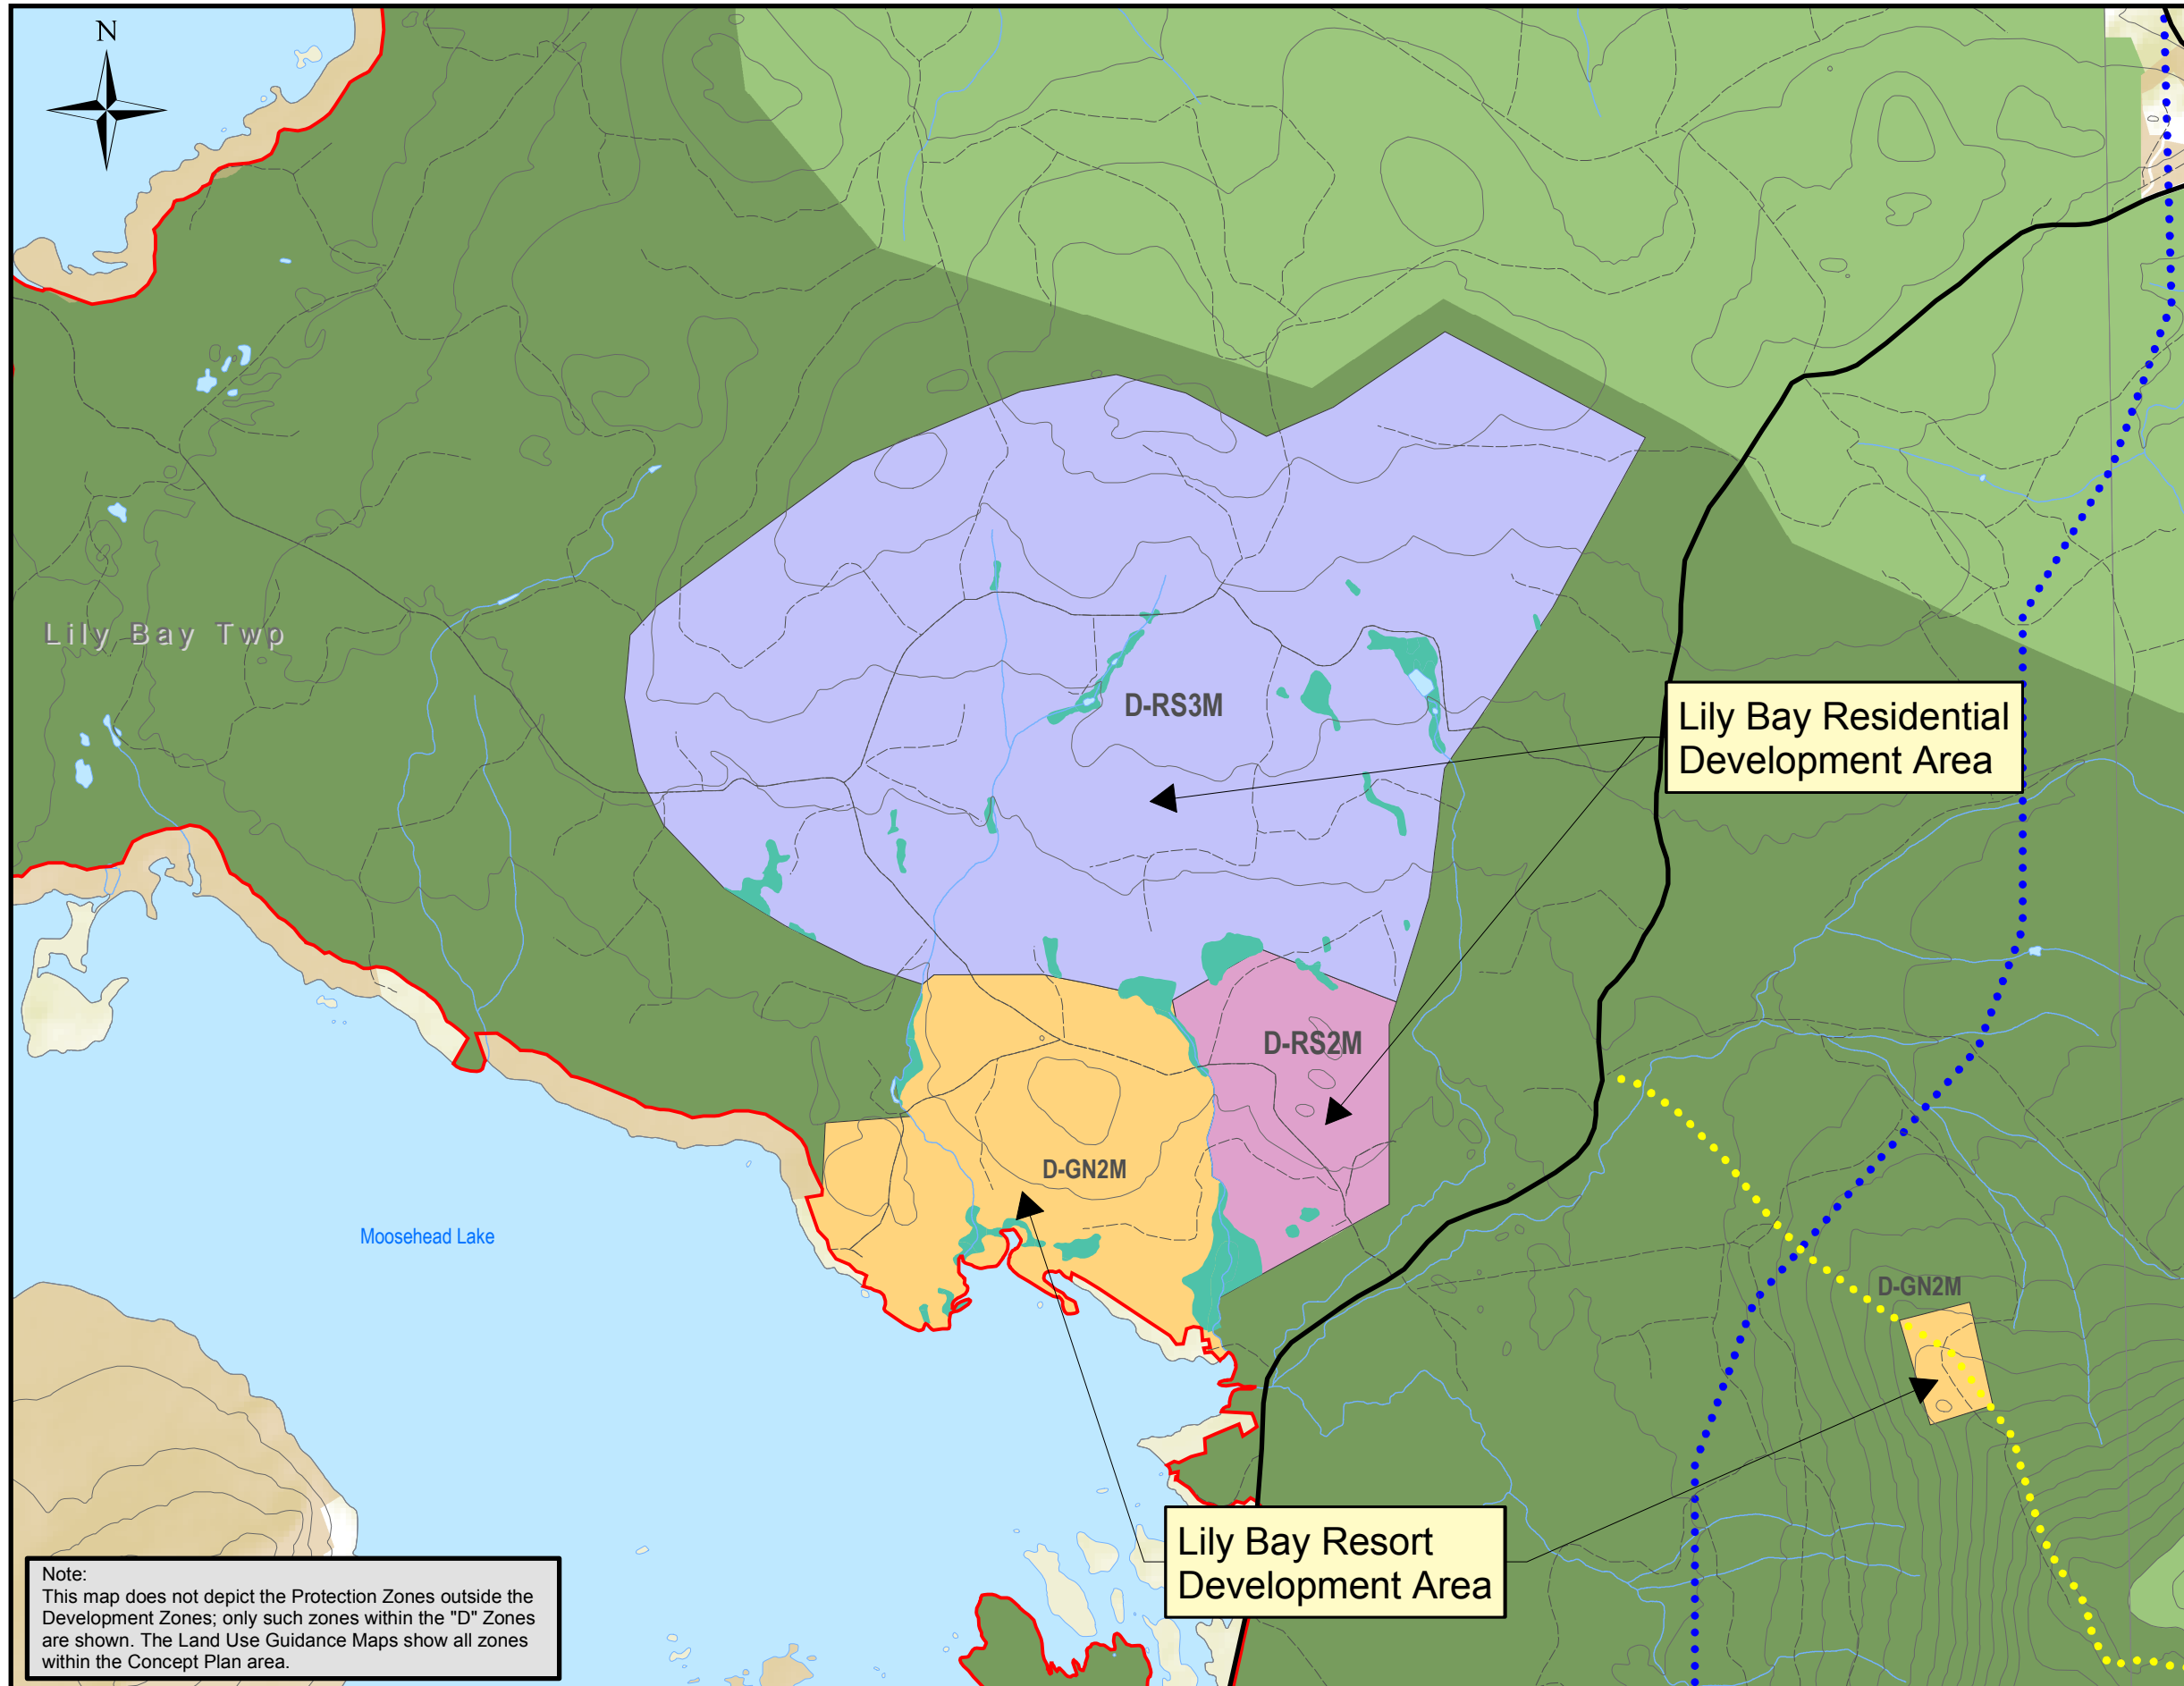 N
Lily Bay Twp
D-RS3M
Lily Bay Residential
Development Area
D-RS2M
D-GN2M
Moosehead Lake
D-GN2M
Lily Bay Resort
Development Area
Note:
This map does not depict the Protection Zones outside the
Development Zones; only such zones within the "D" Zones
are shown. The Land Use Guidance Maps show all zones
within the Concept Plan area.